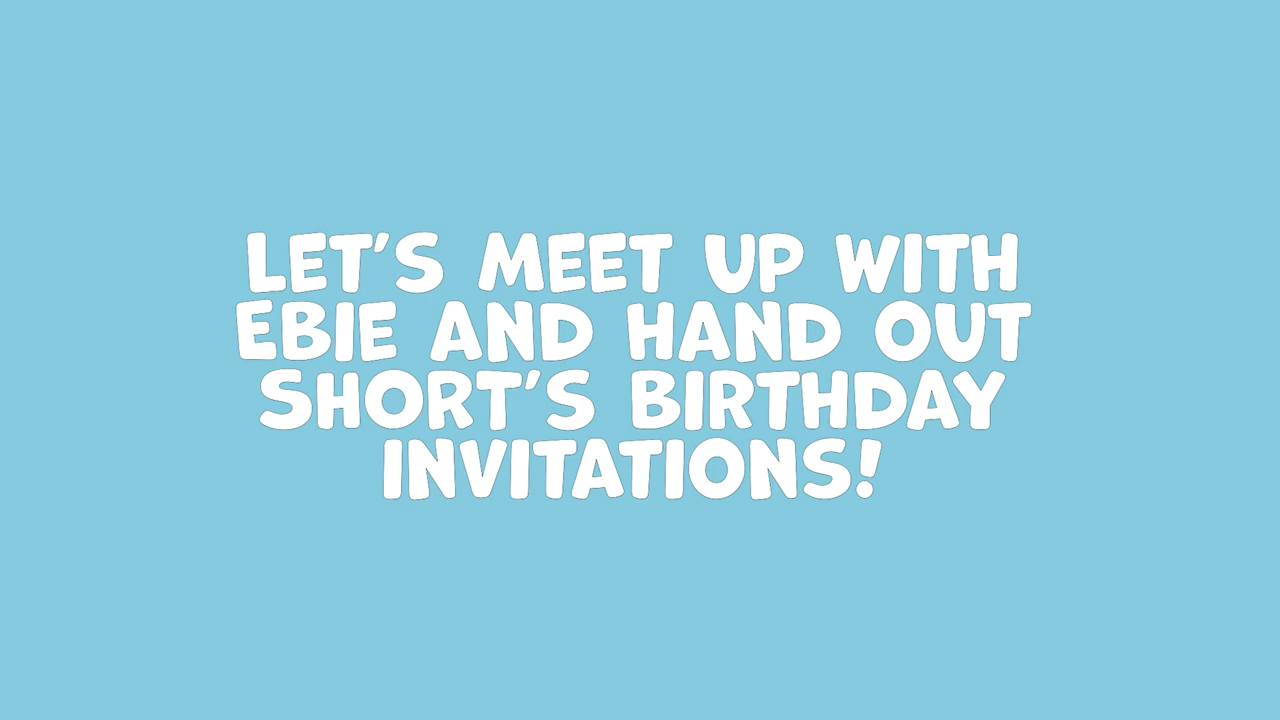 LET'S MEET UP WITH
EBIE AND HAND OUT
SHORT'S BIRTHDAY
INVITATIONS!